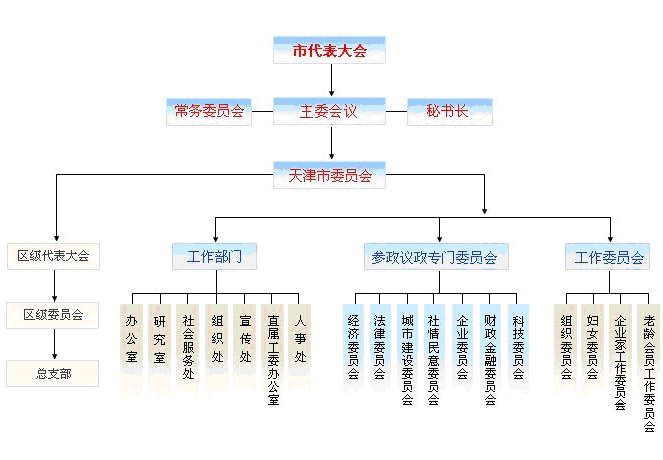 市代表大会
常务委员会
主委会议
秘书长
天津市委员会
区级代表大会
工作部门
参政议政专门委员会
工作委员会
区级委员会
总支部
办公室
研究室
社会服务处
组织处
宣传处
直属工委办公室
人事处
经济委员会
法律委员会
城市建设委员会
社情民意委员会
企业委员会
财政金融委员会
科技委员会
组织委员会
妇女委员会
企业家工作委员会
老龄会员工作委员会